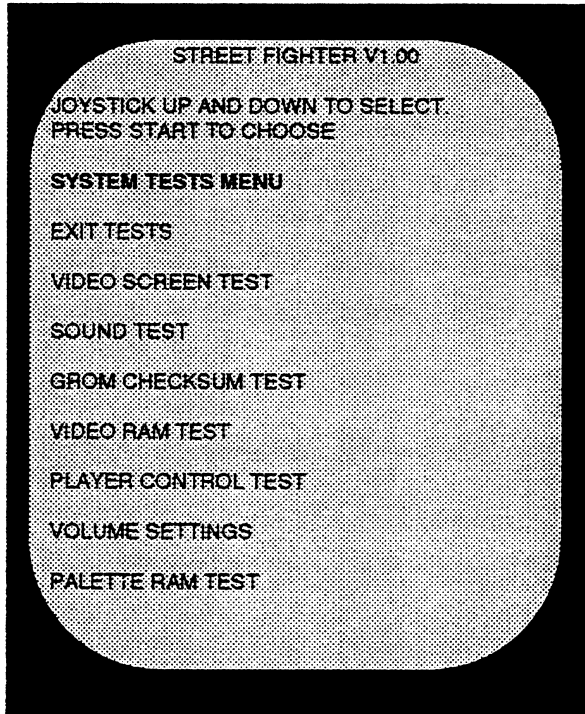 STREET FIGHTER V1.00
JOYSTICK UP AND DOWN TO SELECT.
PRESS START TO CHOOSE
SYSTEM TESTS MENU
EXIT TESTS
VIDEO SCREEN TEST
SOUND TEST
GROM CHECKSUM TEST
VIDEO RAM TEST
PLAYER CONTROL TEST
VOLUME SETTINGS
PALETTE RAM TEST